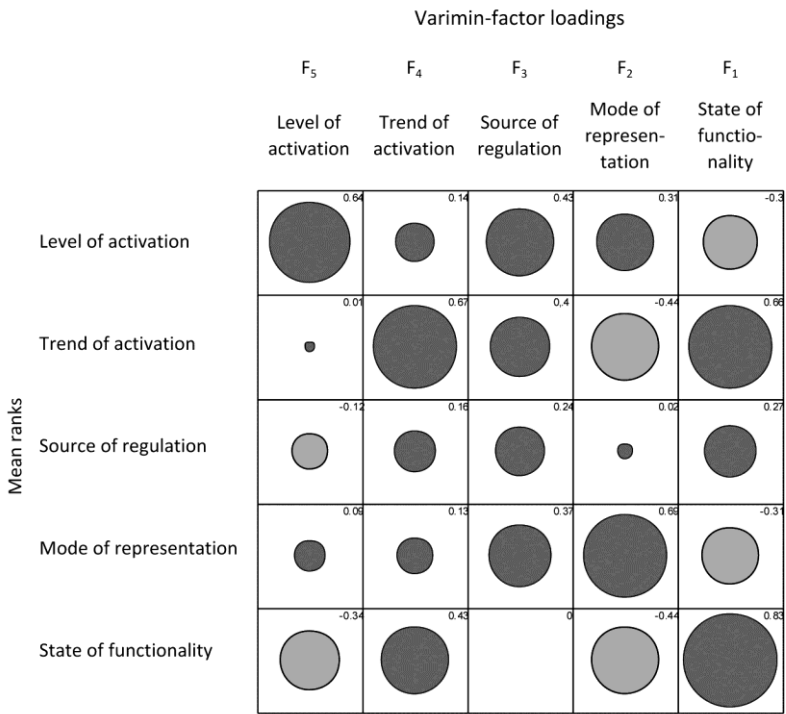 Varimin-factor loadings
F5 F4 F3 F2 F1
Level of activation
Trend of activation
Source of regulation
Mode of represen-tation
State of functio-nality
Mean ranks
Level of activation
0.64 0.14 0.43 0.31 -0.3
Trend of activation
0.01 0.67 0.4 -0.44 0.66
Source of regulation
-0.12 0.16 0.24 0.02 0.27
Mode of representation
0.09 0.13 0.37 0.69 -0.31
State of functionality
-0.34 0.43 0 -0.44 0.83